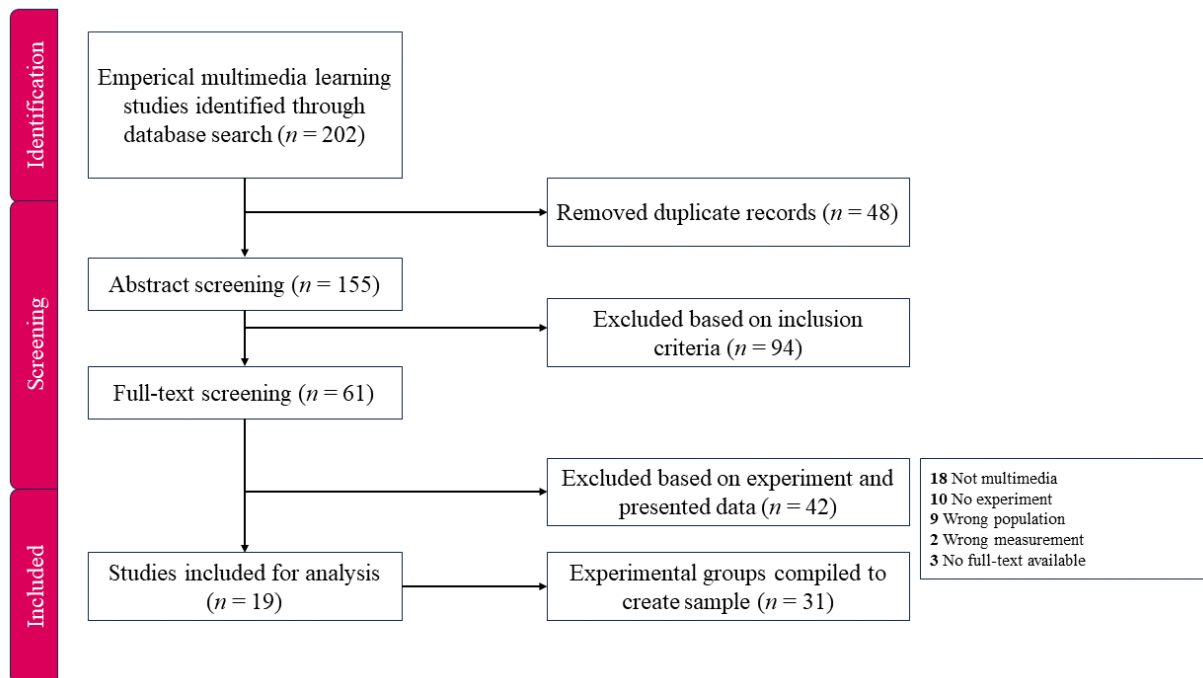 Identification
Emperical multimedia learning
studies identified through
database search (n = 202)
Removed duplicate records (n = 48)
Screening
Abstract screening (n = 155)
Excluded based on inclusion
criteria (n = 94)
Full-text screening (n = 61)
Excluded based on experiment and
presented data (n = 42)
18 Not multimedia
10 No experiment
9 Wrong population
2 Wrong measurement
3 No full-text available
Included
Studies included for analysis
(n = 19)
Experimental groups compiled to
create sample (n = 31)